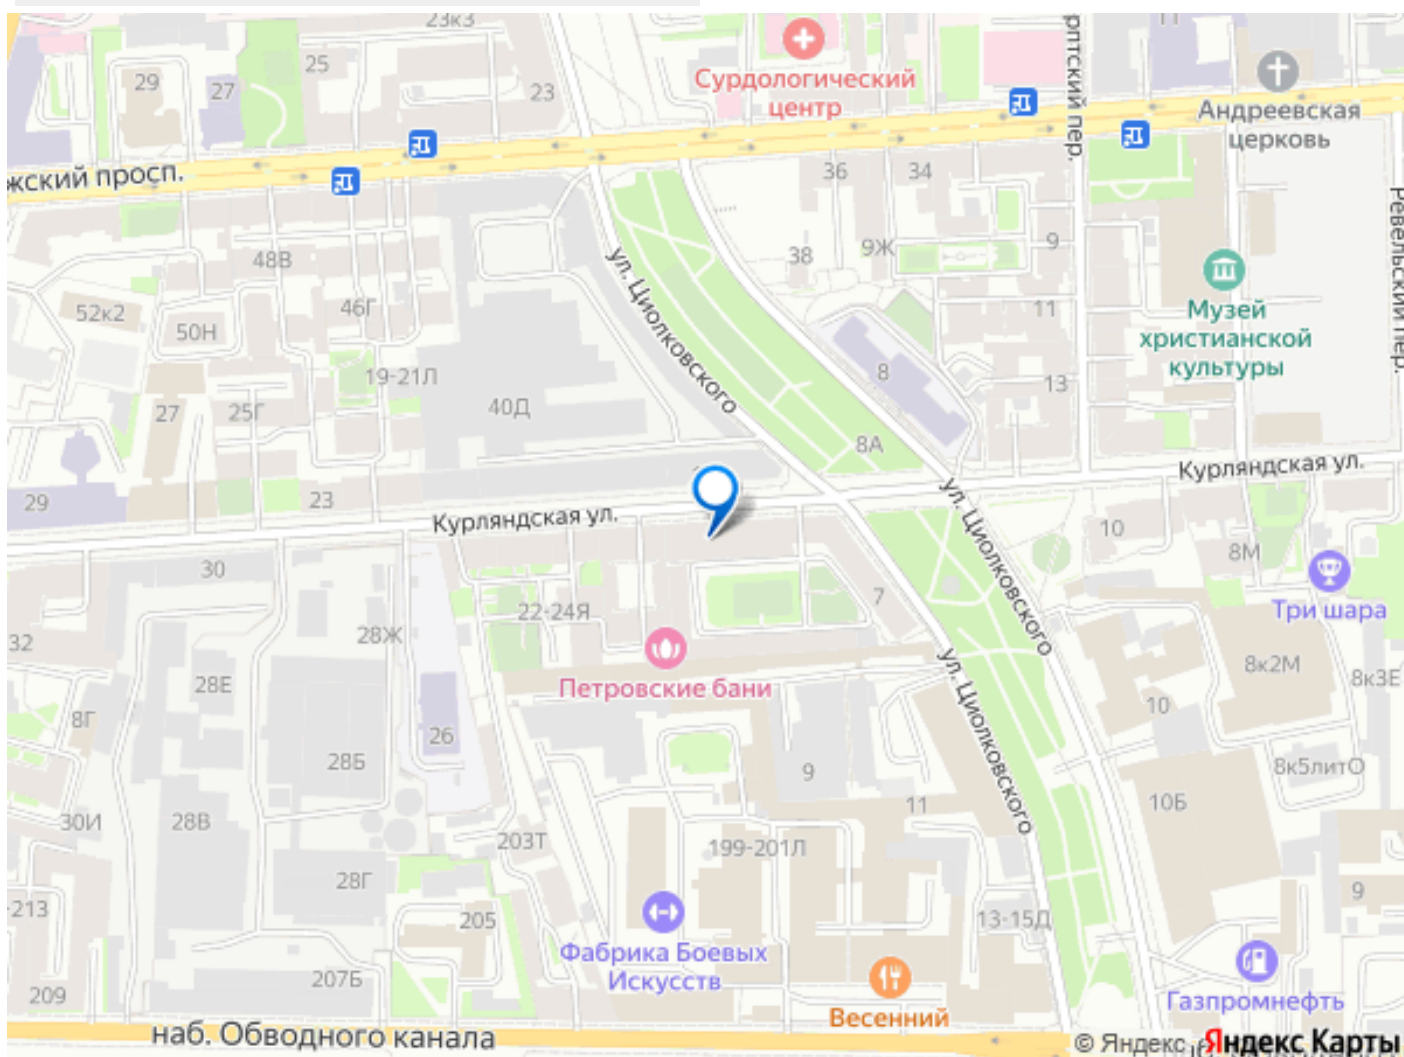 23к3
11
25
29
27
23
Сурдологический
центр
Андреевская
церковь
рптский пер.
жский просп.
36
34
9
9Ж
38
48В
52к2
50Н
46Г
11
Музей
христианской
культуры
Ревельский пер.
ул. Циолковского
19-21Л
8
13
27
25Г
40Д
8А
Курляндская ул.
29
23
Курляндская ул.
ул. Циолковского
10
8М
30
22-24Я
7
Три шара
28Ж
32
Петровские бани
ул. Циолковского
8к2М
8к3Е
28Е
8Г
26
10
28Б
9
8к5литО
30И
28В
203Т
11
10Б
199-201Л
28Г
9
-213
205
13-15Д
Фабрика Боевых
Искусств
207Б
209
Весенний
Газпромнефть
наб. Обводного канала
© Яндекс
Яндекс Карты